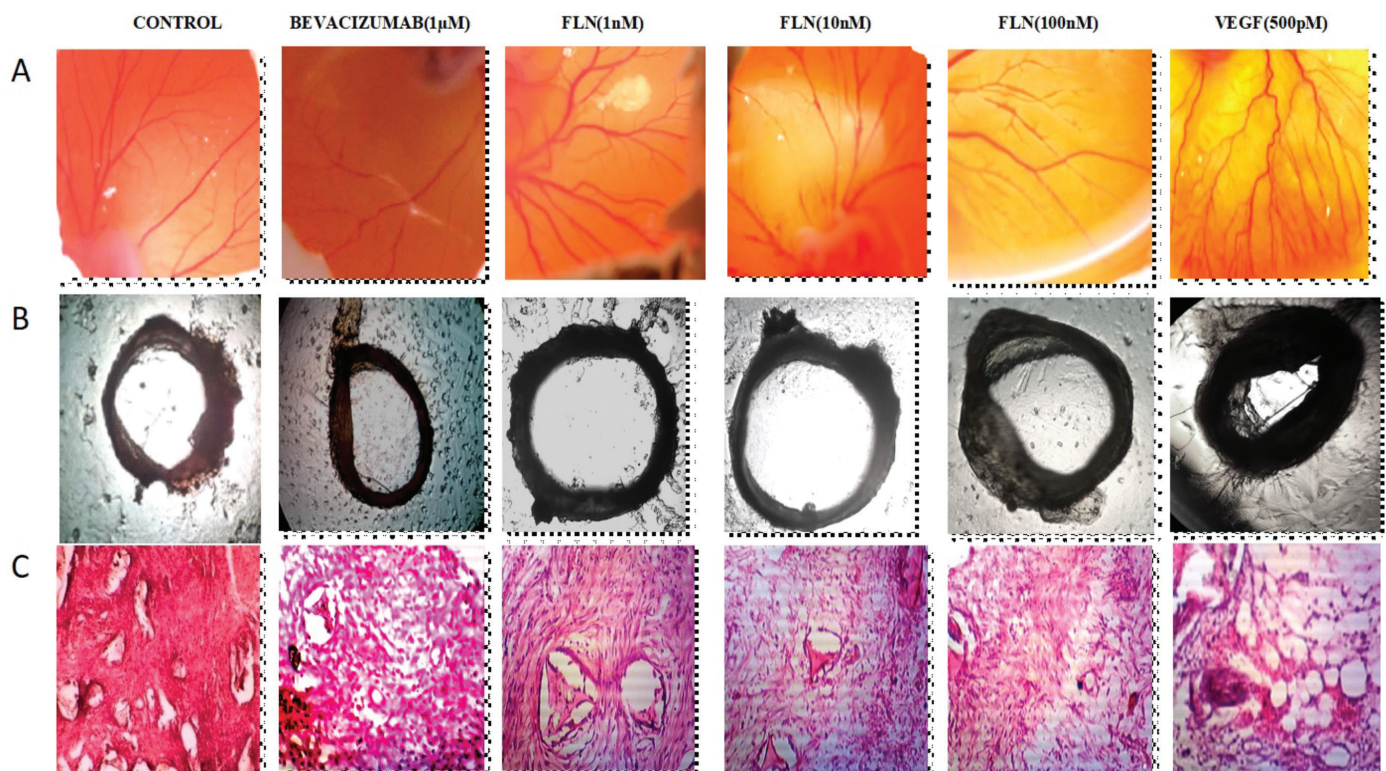 CONTROL BEVACIZUMAB(1μM) FLN(1nM) FLN(10nM) FLN(100nM) VEGF(500pM)
A
B
C